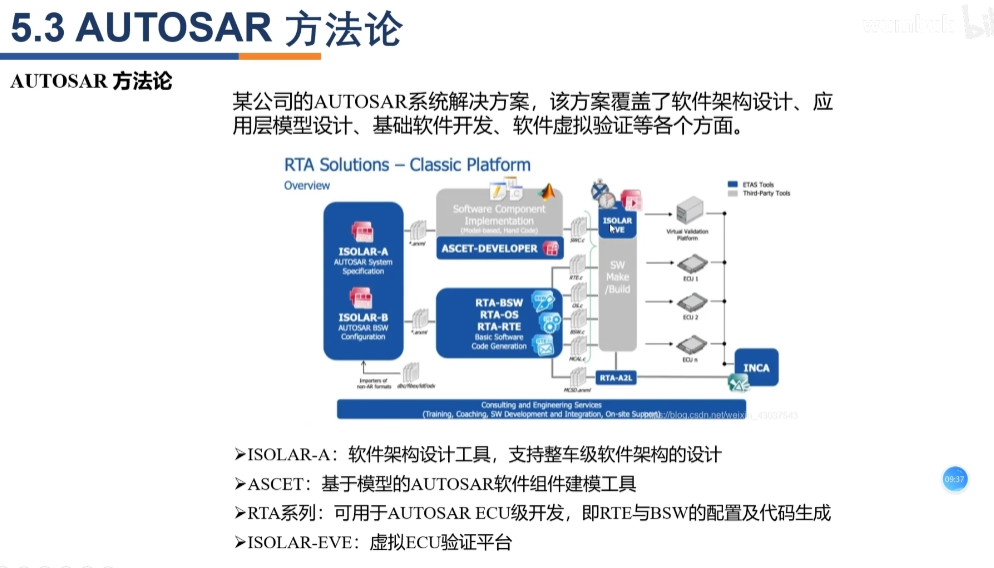 5.3 AUTOSAR 方法论
AUTOSAR 方法论
某公司的AUTOSAR系统解决方案，该方案覆盖了软件架构设计、应
用层模型设计、基础软件开发、软件虚拟验证等各个方面。
RTA Solutions – Classic Platform
Overview
ETAS Tools
Third-Party Tools
Software Component
Implementation
(Model-based, Hand Code)
ASCET-DEVELOPER
ISOLAR-A
AUTOSAR System
Specification
ISOLAR-B
AUTOSAR BSW
Configuration
*.arxml
*.arxml
RTA-BSW
RTA-OS
RTA-RTE
Basic Software
Code Generation
SWC.c
RTE.c
OS.c
BSW.c
MCAL.c
MCSD.arxml
ISOLAR
EVE
SW
Make
/Build
RTA-A2L
Virtual Validation
Platform
ECU 1
ECU 2
ECU n
INCA
Importers of
non-AR formats
Consulting and Engineering Services
(Training, Coaching, SW Development and Integration, On-site Support)
➢ISOLAR-A：软件架构设计工具，支持整车级软件架构的设计
➢ASCET：基于模型的AUTOSAR软件组件建模工具
➢RTA系列：可用于AUTOSAR ECU级开发，即RTE与BSW的配置及代码生成
➢ISOLAR-EVE：虚拟ECU验证平台
09:37